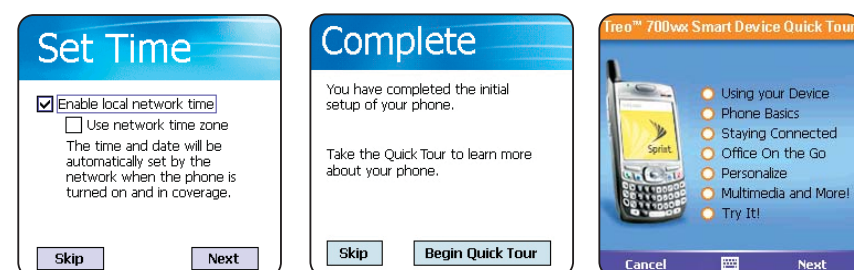 Set Time
Enable local network time
Use network time zone
The time and date will be
automatically set by the
network when the phone is
turned on and in coverage.
Skip
Next
Complete
You have completed the initial
setup of your phone.
Take the Quick Tour to learn more
about your phone.
Skip
Begin Quick Tour
Treo™ 700wx Smart Device Quick Tour
Sprint
Using your Device
Phone Basics
Staying Connected
Office On the Go
Personalize
Multimedia and More!
Try It!
Cancel
Next